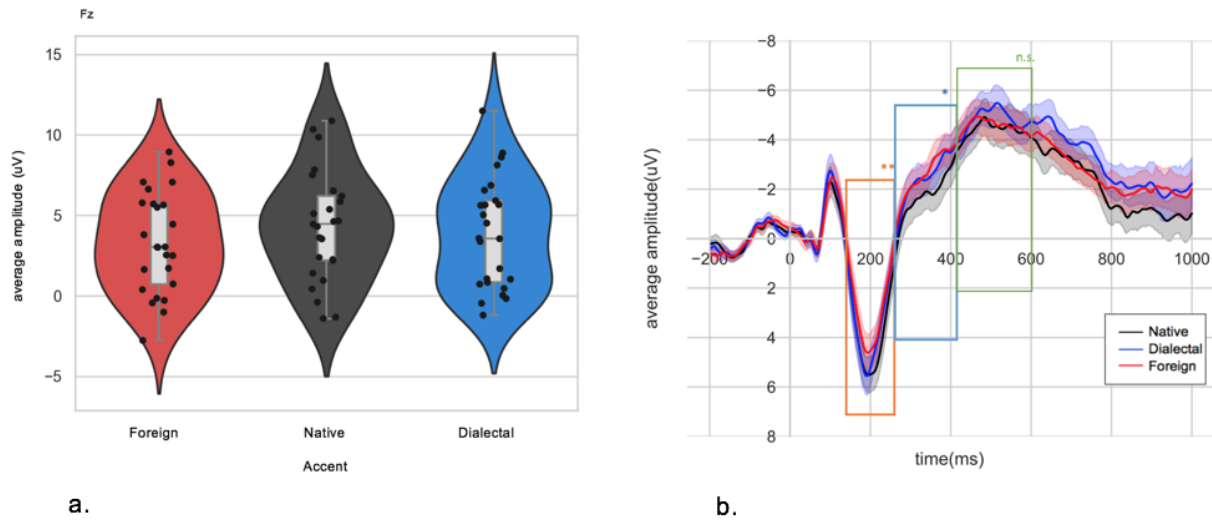 Fz
average amplitude (uV)
15
10
5
0
−5
Foreign
Native
Dialectal
Accent
a.
average amplitude(uV)
−8
−6
−4
−2
0
2
4
6
8
−200
0
200
400
600
800
1000
**
*
n.s.
Native
Dialectal
Foreign
time(ms)
b.